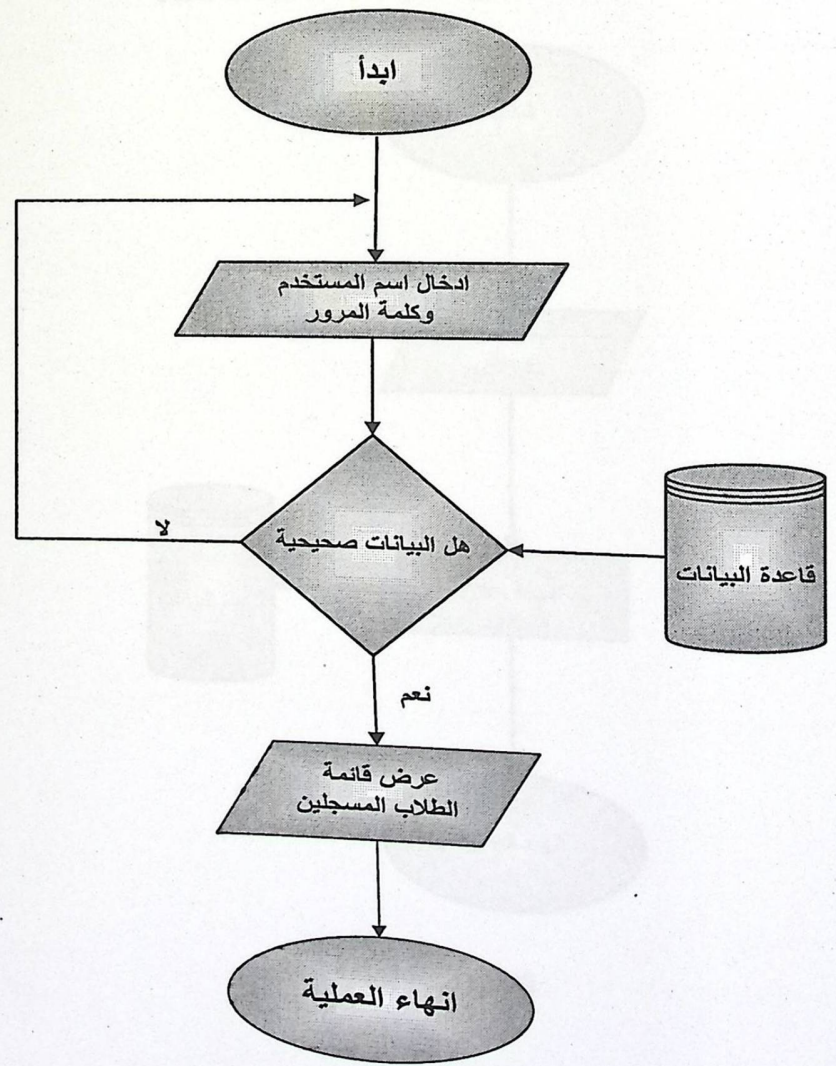 ابدأ
ادخال اسم المستخدم
وكلمة المرور
هل البيانات صحيحية
قاعدة البيانات
لا
نعم
عرض قائمة
الطلاب المسجلين
انهاء العملية